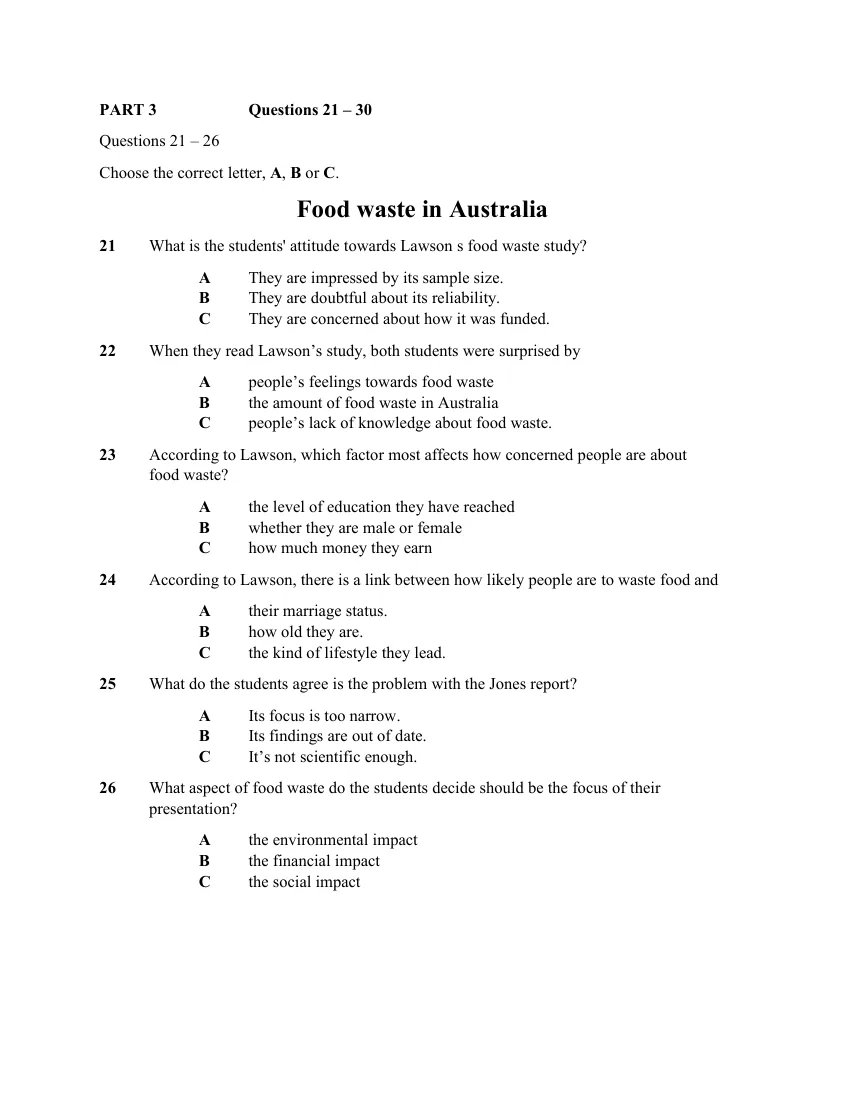 PART 3 Questions 21 – 30
Questions 21 – 26
Choose the correct letter, A, B or C.
Food waste in Australia
21 What is the students' attitude towards Lawson s food waste study?
A They are impressed by its sample size.
B They are doubtful about its reliability.
C They are concerned about how it was funded.
22 When they read Lawson’s study, both students were surprised by
A people’s feelings towards food waste
B the amount of food waste in Australia
C people’s lack of knowledge about food waste.
23 According to Lawson, which factor most affects how concerned people are about
food waste?
A the level of education they have reached
B whether they are male or female
C how much money they earn
24 According to Lawson, there is a link between how likely people are to waste food and
A their marriage status.
B how old they are.
C the kind of lifestyle they lead.
25 What do the students agree is the problem with the Jones report?
A Its focus is too narrow.
B Its findings are out of date.
C It’s not scientific enough.
26 What aspect of food waste do the students decide should be the focus of their
presentation?
A the environmental impact
B the financial impact
C the social impact